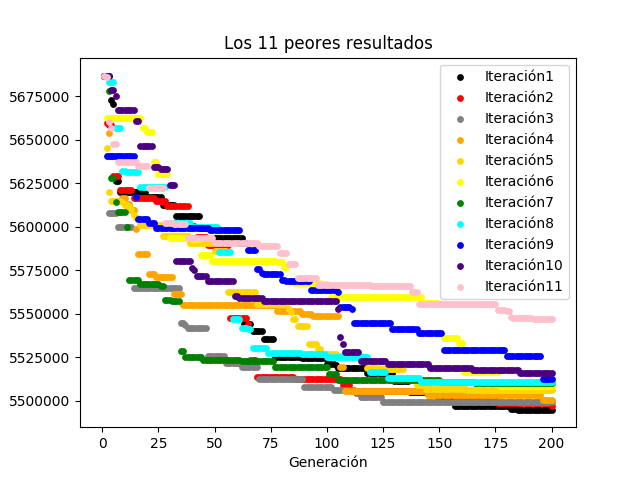 Los 11 peores resultados
5675000
5650000
5625000
5600000
5575000
5550000
5525000
5500000
0 25 50 75 100 125 150 175 200
Generación
Iteración1
Iteración2
Iteración3
Iteración4
Iteración5
Iteración6
Iteración7
Iteración8
Iteración9
Iteración10
Iteración11